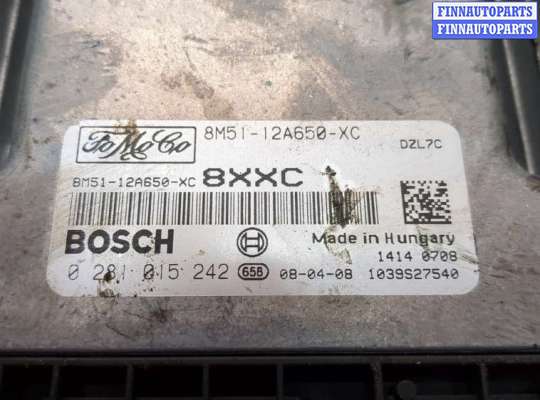 FINNAUTOPARTS
FINNAUTOPARTS
FoMoCo
8M51-12A650-XC
DZL7C
8M51-12A650-XC 8XXC
BOSCH
Made in Hungary
1414 0708
0 281 015 242 658 08-04-08 1039S27540